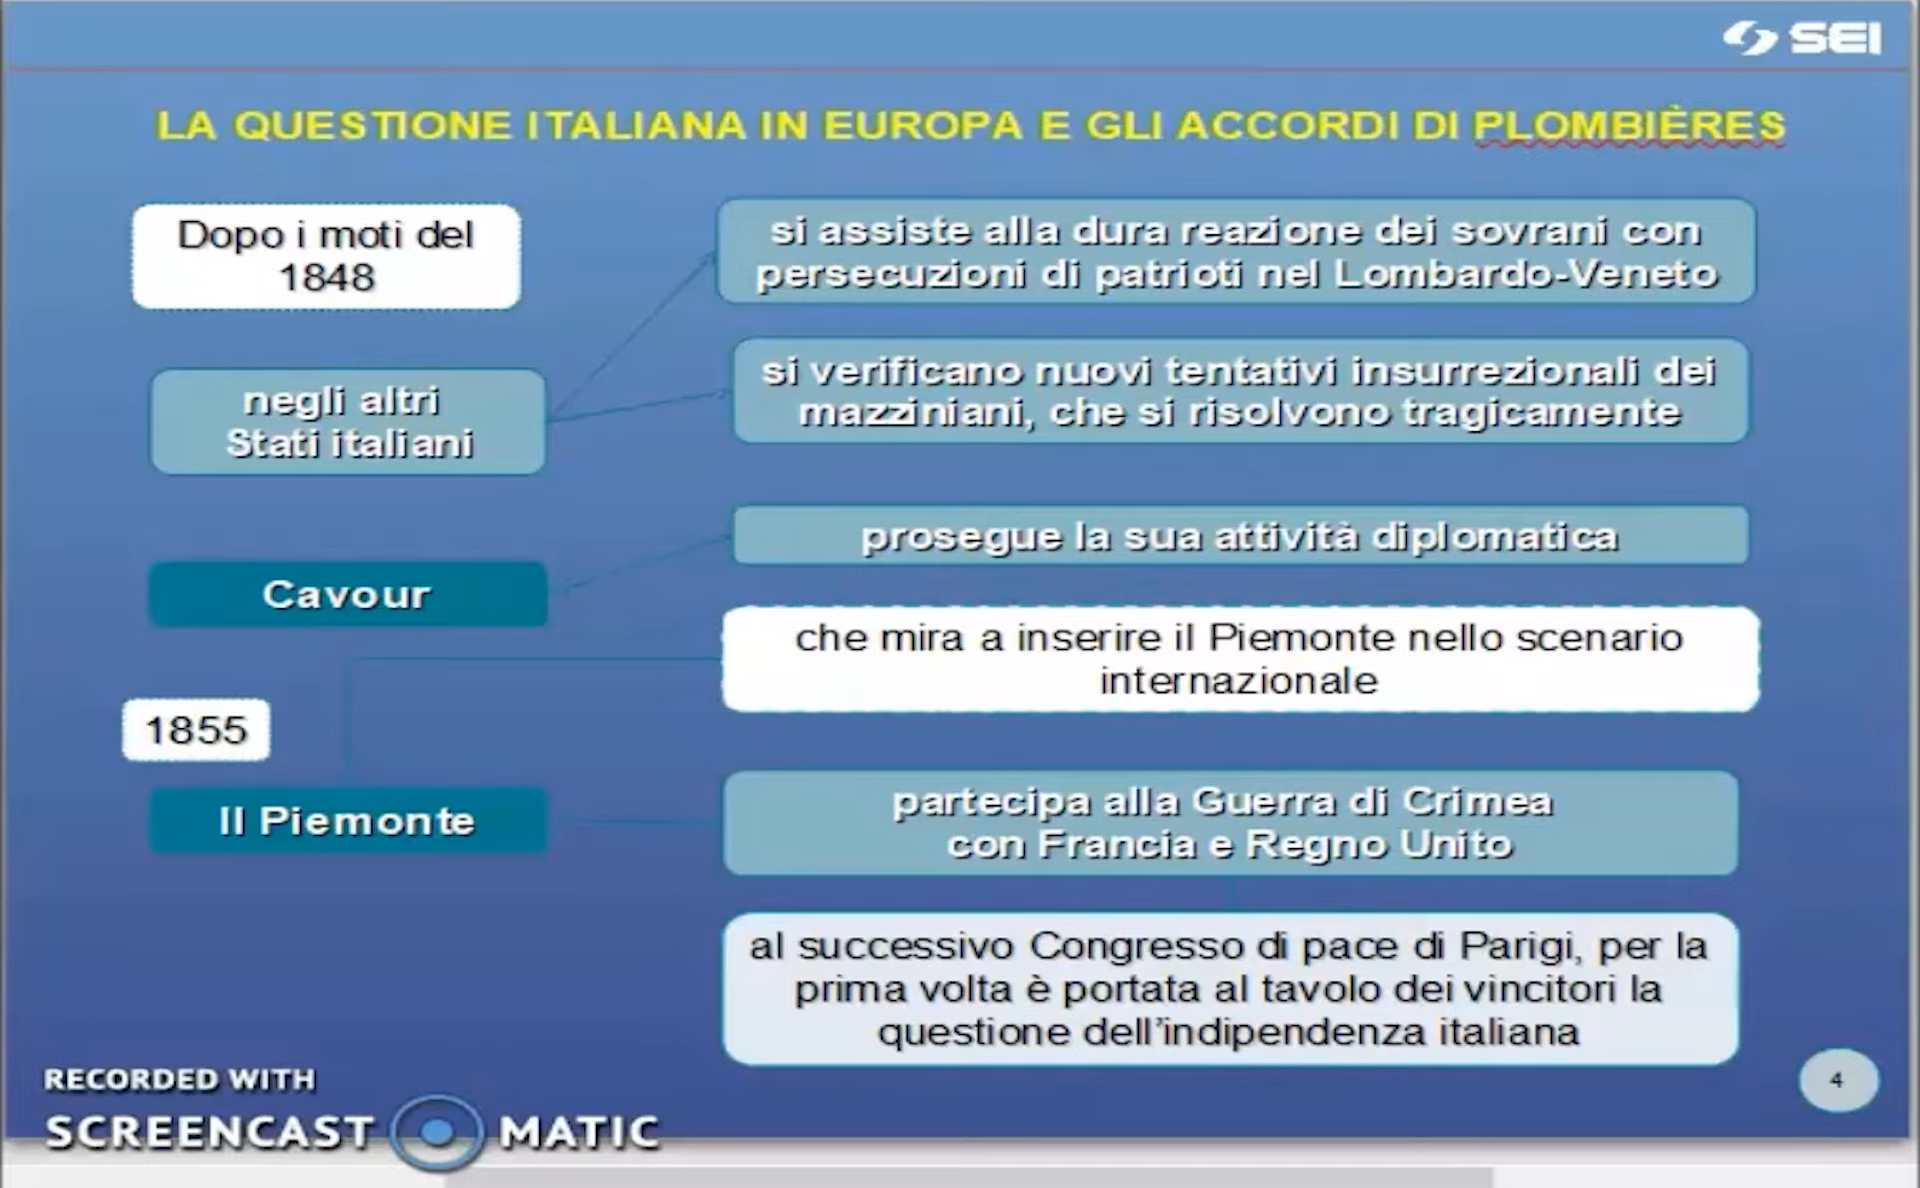 SEI
LA QUESTIONE ITALIANA IN EUROPA E GLI ACCORDI DI PLOMBIÈRES
Dopo i moti del
1848
si assiste alla dura reazione dei sovrani con
persecuzioni di patrioti nel Lombardo-Veneto
negli altri
Stati italiani
si verificano nuovi tentativi insurrezionali dei
mazziniani, che si risolvono tragicamente
prosegue la sua attività diplomatica
Cavour
che mira a inserire il Piemonte nello scenario
internazionale
1855
Il Piemonte
partecipa alla Guerra di Crimea
con Francia e Regno Unito
al successivo Congresso di pace di Parigi, per la
prima volta è portata al tavolo dei vincitori la
questione dell'indipendenza italiana
4
RECORDED WITH
SCREENCAST MATIC